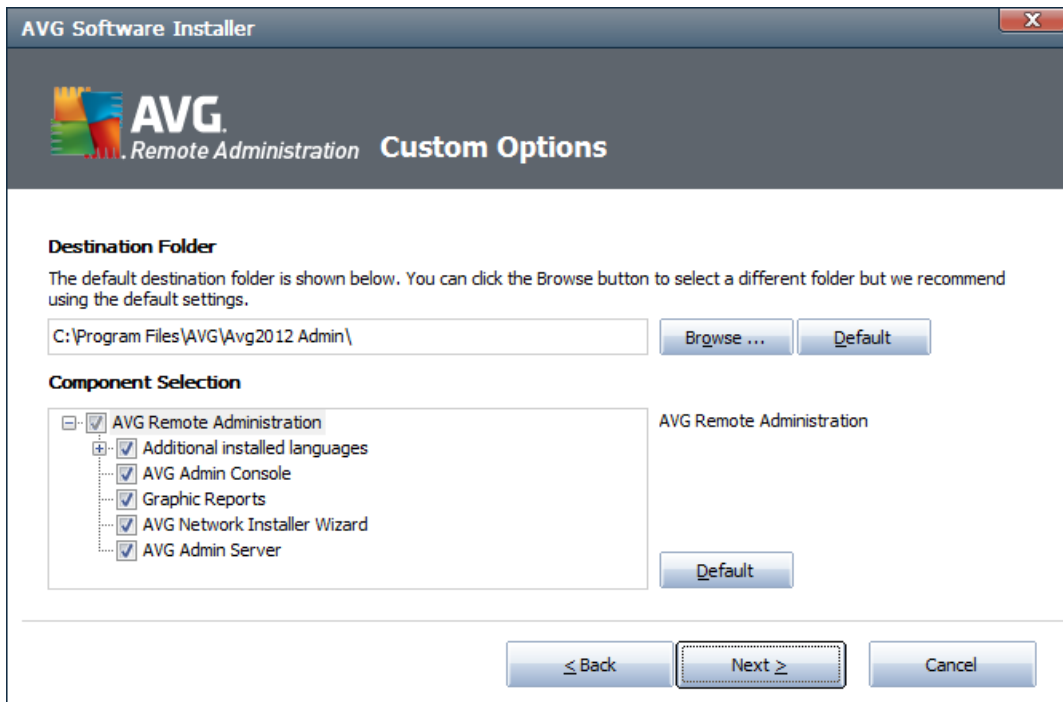 AVG Software Installer
x
AVG.
Remote Administration Custom Options
Destination Folder
The default destination folder is shown below. You can click the Browse button to select a different folder but we recommend
using the default settings.
C:\Program Files\AVG\Avg2012 Admin\
Browse ...
Default
Component Selection
AVG Remote Administration
Additional installed languages
AVG Admin Console
Graphic Reports
AVG Network Installer Wizard
AVG Admin Server
AVG Remote Administration
Default
< Back
Next >
Cancel